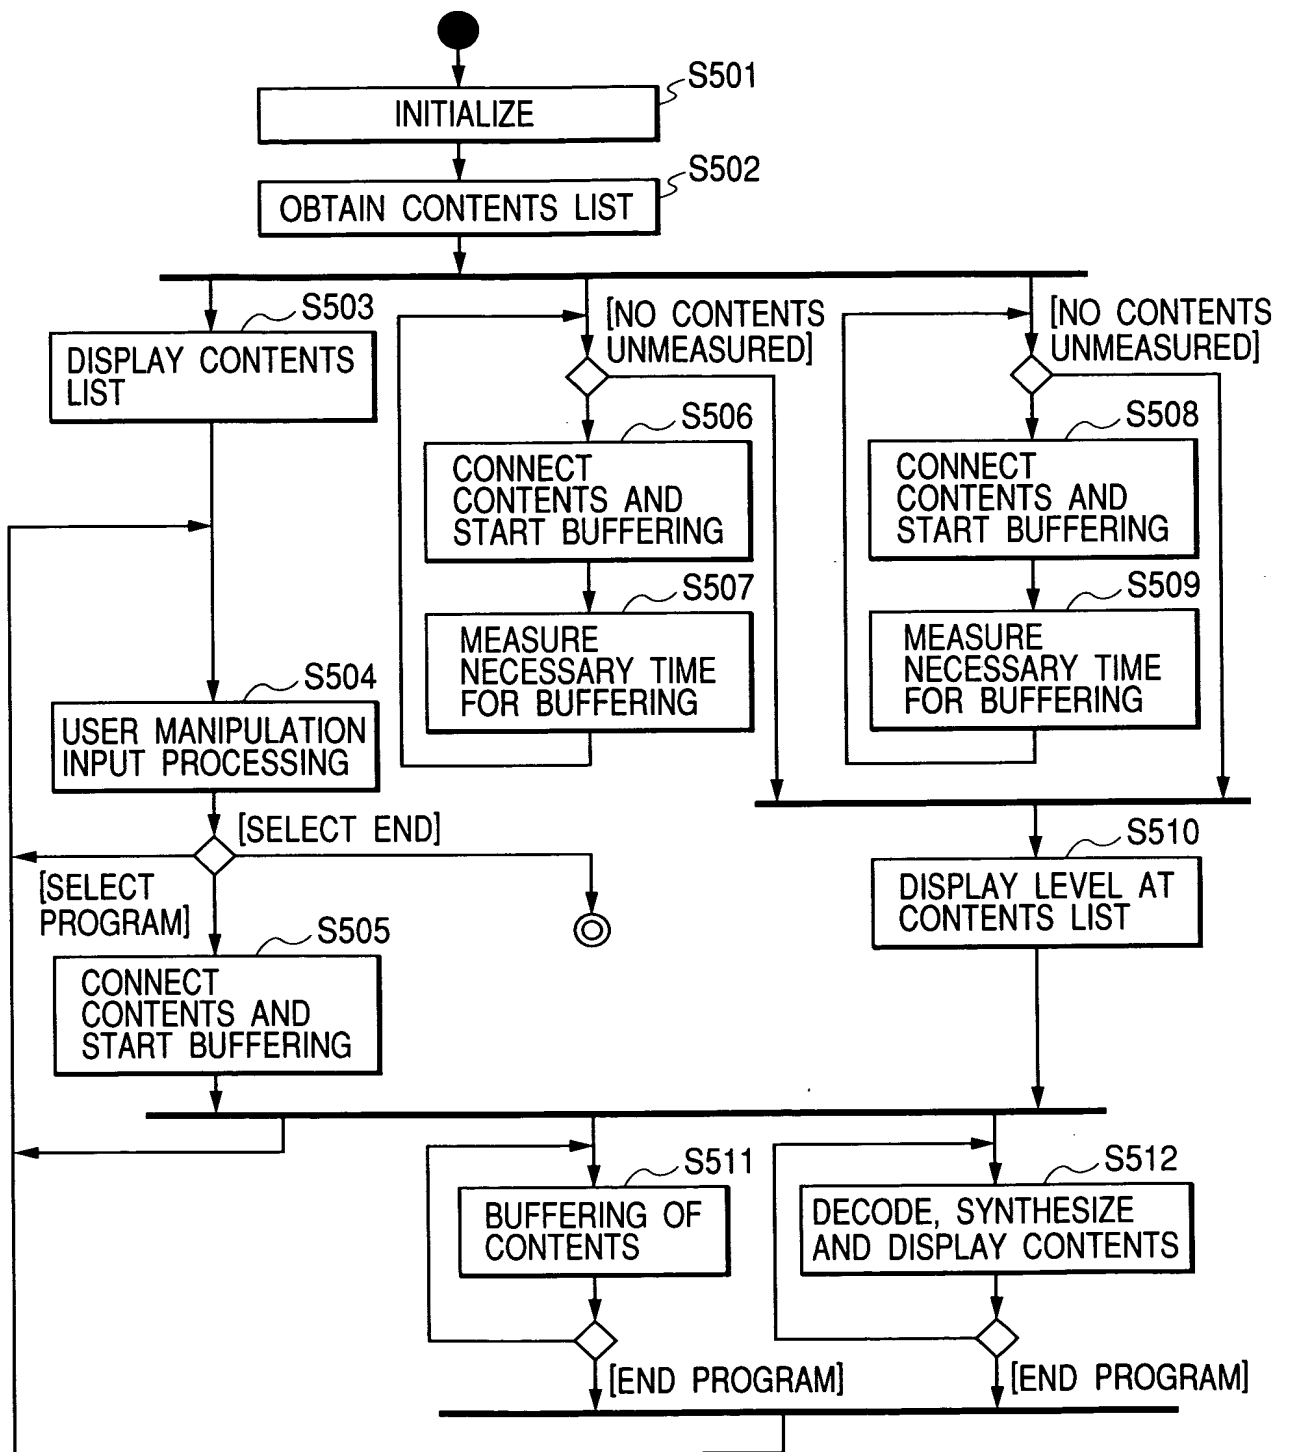 S501
INITIALIZE
S502
OBTAIN CONTENTS LIST
S503
DISPLAY CONTENTS
LIST
[NO CONTENTS
UNMEASURED]
[NO CONTENTS
UNMEASURED]
S506
CONNECT
CONTENTS AND
START BUFFERING
S508
CONNECT
CONTENTS AND
START BUFFERING
S507
MEASURE
NECESSARY TIME
FOR BUFFERING
S509
MEASURE
NECESSARY TIME
FOR BUFFERING
S504
USER MANIPULATION
INPUT PROCESSING
[SELECT END]
[SELECT
PROGRAM]
S505
CONNECT
CONTENTS AND
START BUFFERING
S510
DISPLAY LEVEL AT
CONTENTS LIST
S511
BUFFERING OF
CONTENTS
S512
DECODE, SYNTHESIZE
AND DISPLAY CONTENTS
[END PROGRAM]
[END PROGRAM]